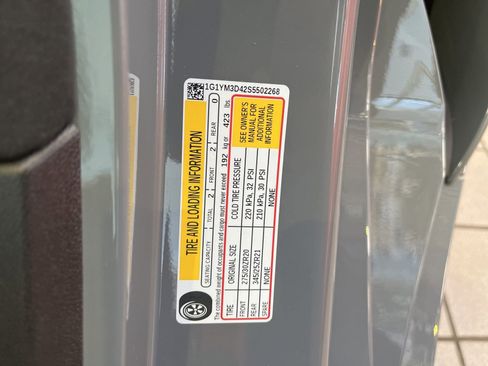 1G1YM3D42S5502268
TIRE AND LOADING INFORMATION
SEATING CAPACITY TOTAL 2 FRONT 2 REAR 0
The combined weight of occupants and cargo must never exceed 192 kg or 423 lbs.
TIRE ORIGINAL SIZE COLD TIRE PRESSURE
FRONT 275/30ZR20 220 kPa, 32 PSI
REAR 345/25ZR21 210 kPa, 30 PSI
SPARE NONE NONE
SEE OWNER'S
MANUAL FOR
ADDITIONAL
INFORMATION